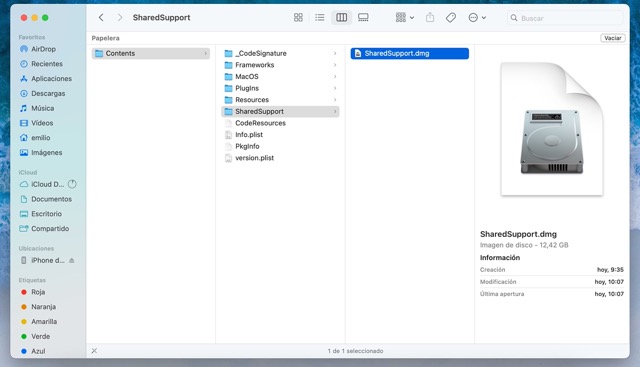 SharedSupport
Buscar
Papelera
Vaciar
Favoritos
AirDrop
Recientes
Aplicaciones
Descargas
Música
Vídeos
emilio
Imágenes
iCloud
iCloud D...
Documentos
Escritorio
Compartido
Ubicaciones
iPhone d...
Etiquetas
Roja
Naranja
Amarilla
Verde
Azul
Contents
_CodeSignature
Frameworks
MacOS
PlugIns
Resources
SharedSupport
CodeResources
Info.plist
PkgInfo
version.plist
SharedSupport.dmg
SharedSupport.dmg
Imagen de disco - 12,42 GB
Información
Creación hoy, 9:35
Modificación hoy, 10:07
Última apertura hoy, 10:07
1 de 1 seleccionado